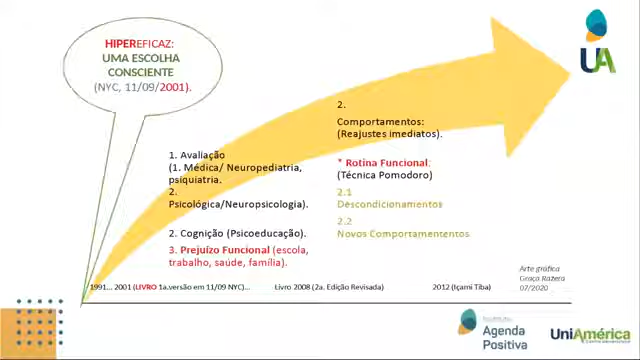 HIPEREFICAZ:
UMA ESCOLHA
CONSCIENTE
(NYC, 11/09/2001).
UA
2.
Comportamentos:
(Reajustes imediatos).
1. Avaliação
(1. Médica/ Neuropediatria,
psiquiatria.
2.
Psicológica/Neuropsicologia).
2. Cognição (Psicoeducação).
3. Prejuízo Funcional (escola,
trabalho, saúde, família).
* Rotina Funcional:
(Técnica Pomodoro)
2.1
Descondicionamentos
2.2
Novos Comportamententos
1991... 2001 (LIVRO 1a.versão em 11/09 NYC)... Livro 2008 (2a. Edição Revisada) 2012 (Içami Tiba)
Arte gráfica
Graça Razera
07/2020
Agenda
Positiva
UniAmérica